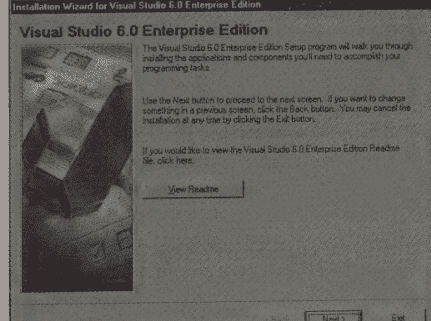 Installation Wizard for Visual Studio 6.0 Enterprise Edition
Visual Studio 6.0 Enterprise Edition
The Visual Studio 6.0 Enterprise Edition Setup program will walk you through
installing the applications and components you'll need to accomplish your
programming tasks.
Use the Next button to proceed to the next screen. If you want to change
something in a previous screen, click the Back button. You may cancel the
installation at any time by clicking the Exit button.
If you would like to view the Visual Studio 6.0 Enterprise Edition Readme
file, click here.
View Readme
Next >
Exit